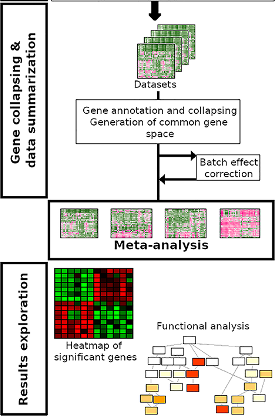 Gene collapsing &
data summarization
Datasets
Gene annotation and collapsing
Generation of common gene
space
Batch effect
correction
Meta-analysis
Results exploration
Heatmap of
significant genes
Functional analysis